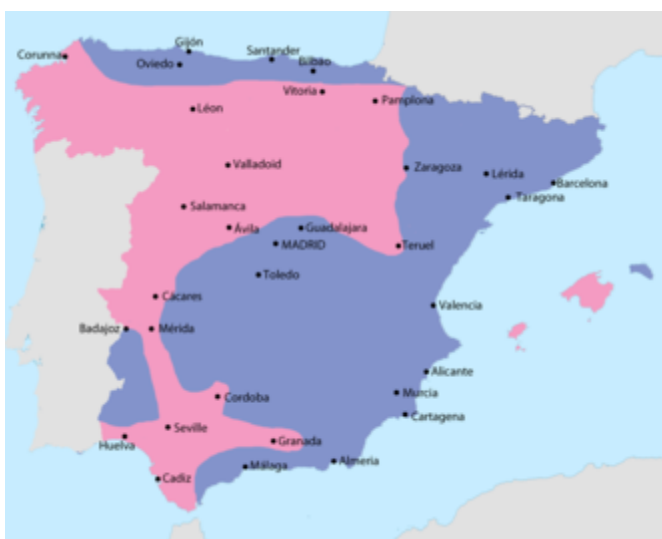 Gijón
Corunna
Santander
Oviedo
Bilbao
Vitoria
Pamplona
Léon
Valladoid
Zaragoza
Lérida
Barcelona
Taragona
Salamanca
Ávila
Guadalajara
MADRID
Teruel
Toledo
Cácares
Valencia
Badajoz
Mérida
Alicante
Murcia
Cordoba
Cartagena
Seville
Huelva
Granada
Almeria
Málaga
Cadiz